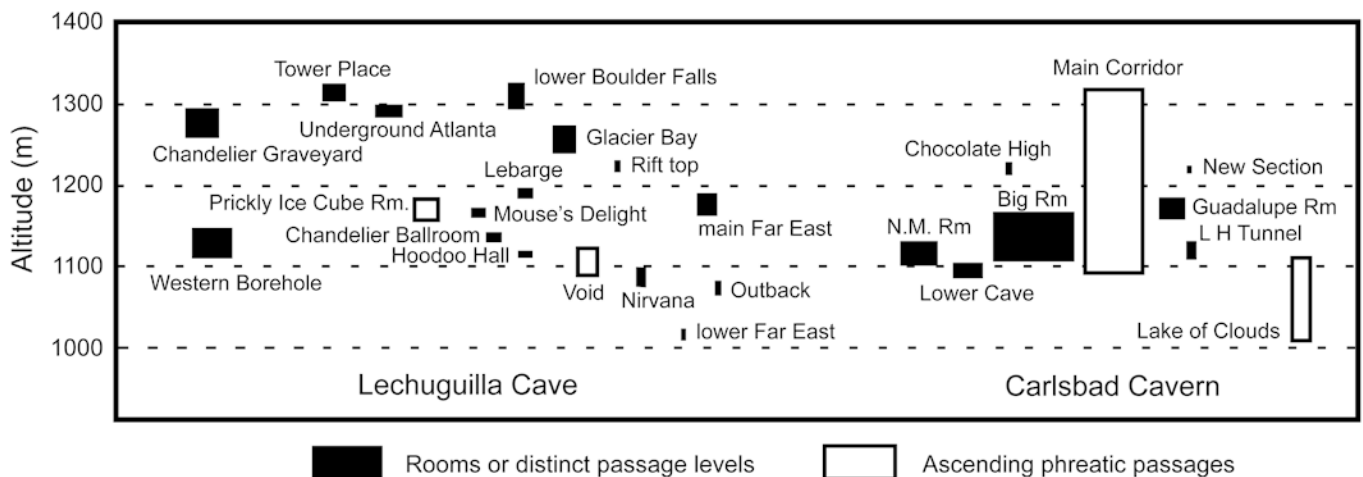 1400
Tower Place
lower Boulder Falls
Main Corridor
1300
Underground Atlanta
Chandelier Graveyard
Glacier Bay
Chocolate High
Lebarge
Rift top
New Section
Altitude (m)
1200
Prickly Ice Cube Rm.
Mouse's Delight
main Far East
Big Rm
Guadalupe Rm
N.M. Rm
L H Tunnel
Chandelier Ballroom
Hoodoo Hall
1100
Western Borehole
Void
Nirvana
Outback
Lower Cave
lower Far East
Lake of Clouds
1000
Lechuguilla Cave
Carlsbad Cavern
Rooms or distinct passage levels
Ascending phreatic passages